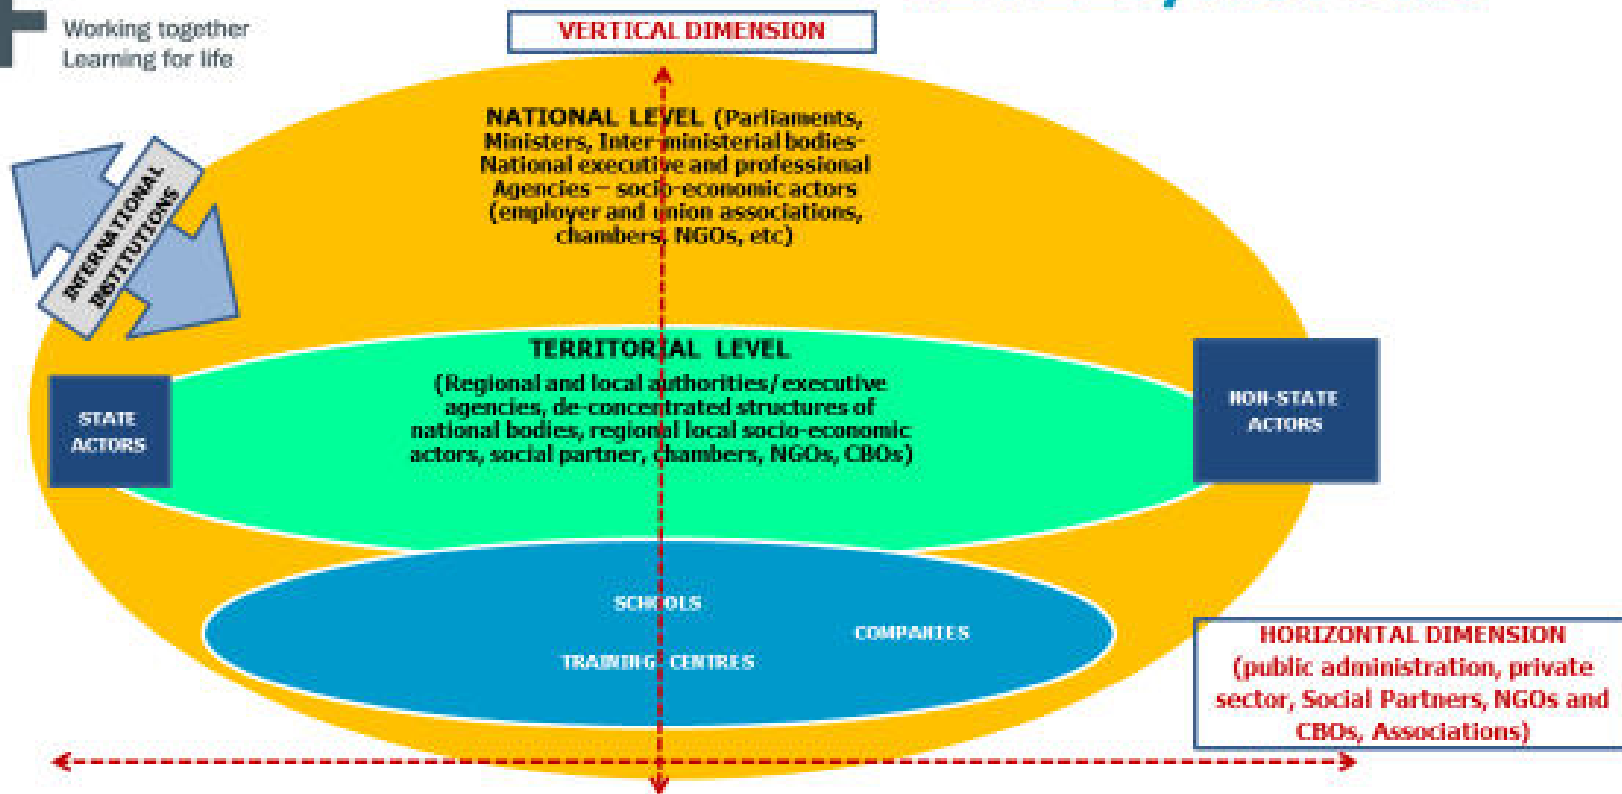 Working together
Learning for life
VERTICAL DIMENSION
NATIONAL LEVEL (Parliaments,
Ministers, Inter-ministerial bodies-
National executive and professional
Agencies – socio-economic actors
(employer and union associations,
chambers, NGOs, etc)
INTERNATIONAL
INSTITUTIONS
TERRITORIAL LEVEL
(Regional and local authorities/executive
agencies, de-concentrated structures of
national bodies, regional local socio-economic
actors, social partner, chambers, NGOs, CBOs)
STATE
ACTORS
NON-STATE
ACTORS
SCHOOLS
COMPANIES
TRAINING CENTRES
HORIZONTAL DIMENSION
(public administration, private
sector, Social Partners, NGOs and
CBOs, Associations)